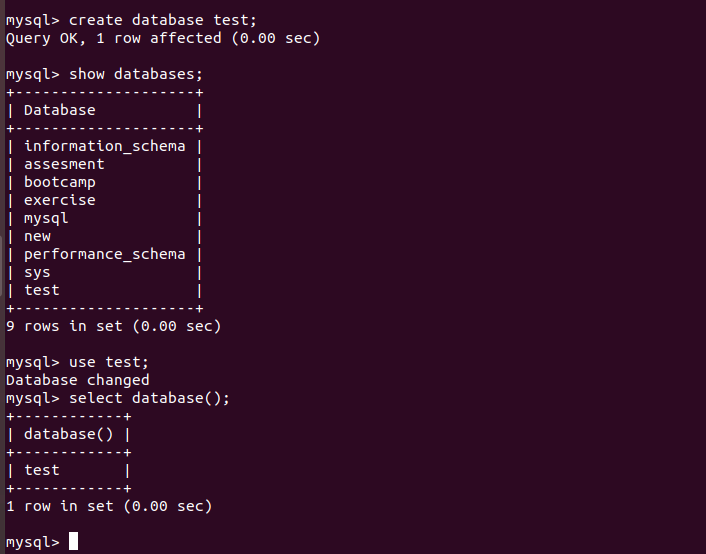 mysql> create database test;
Query OK, 1 row affected (0.00 sec)
mysql> show databases;
+--------------------+
| Database           |
+--------------------+
| information_schema |
| assesment          |
| bootcamp           |
| exercise           |
| mysql              |
| new                |
| performance_schema |
| sys                |
| test               |
+--------------------+
9 rows in set (0.00 sec)
mysql> use test;
Database changed
mysql> select database();
+------------+
| database() |
+------------+
| test       |
+------------+
1 row in set (0.00 sec)
mysql>